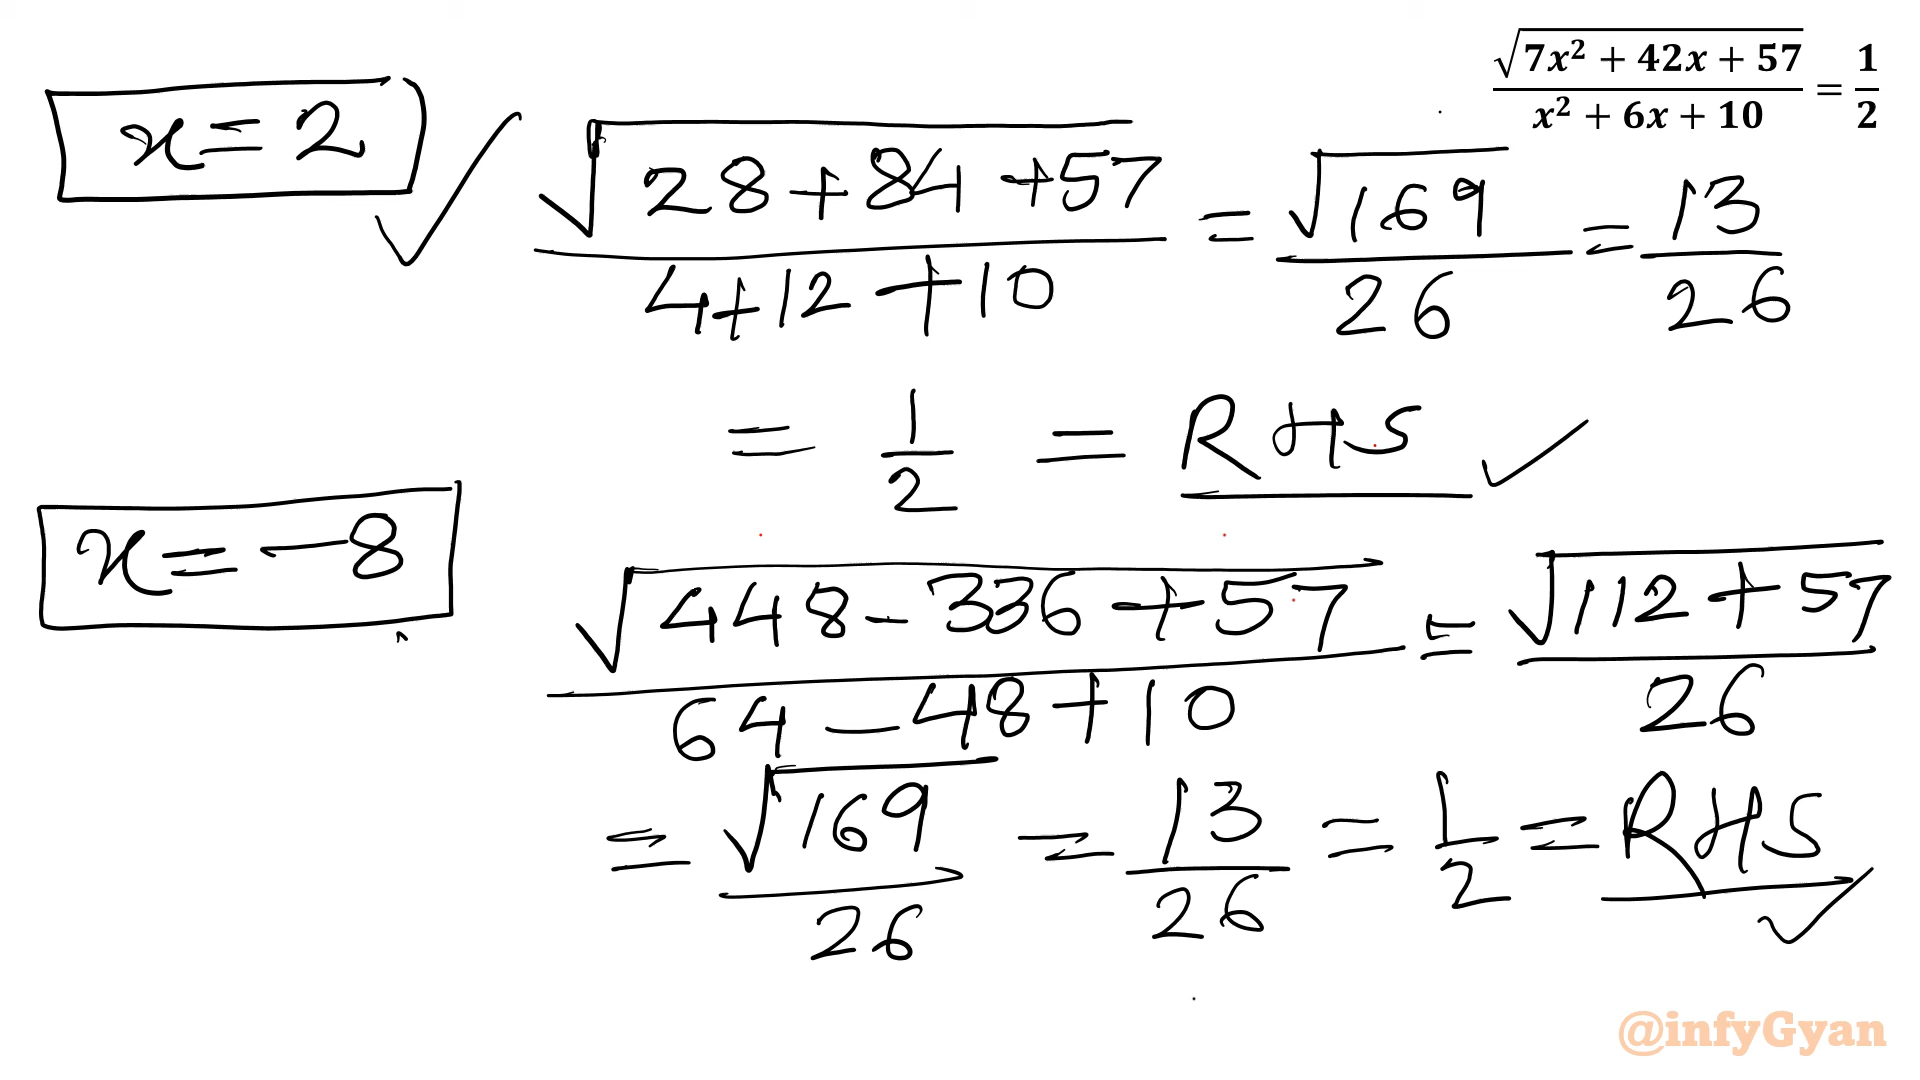 √(7x² + 42x + 57) / (x² + 6x + 10) = 1/2
x = 2
√(28 + 84 + 57) / (4 + 12 + 10) = √169 / 26 = 13/26
= 1/2 = RHS
x = -8
√(448 - 336 + 57) / (64 - 48 + 10) = √(112 + 57) / 26
= √169 / 26 = 13/26 = 1/2 = RHS
@infyGyan